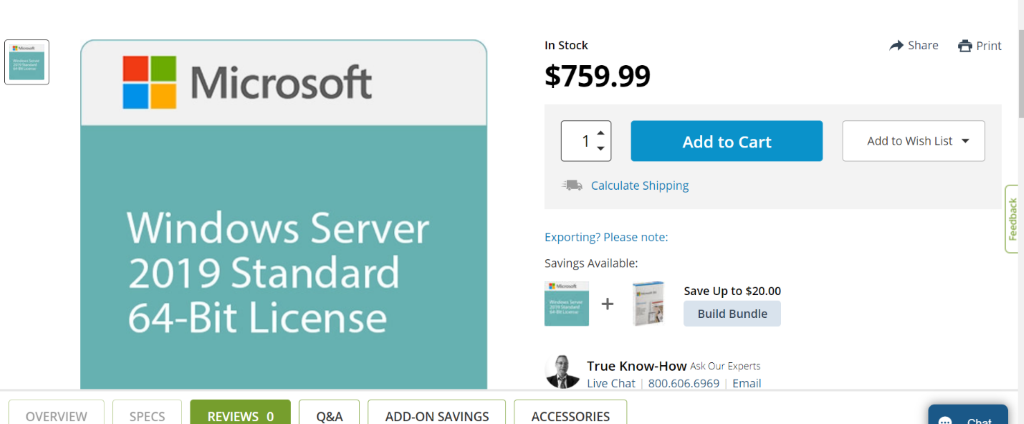 Microsoft
Windows Server
2019 Standard
64-Bit License
In Stock
Share
Print
$759.99
1
Add to Cart
Add to Wish List
Calculate Shipping
Feedback
Exporting? Please note:
Savings Available:
+
Save Up to $20.00
Build Bundle
True Know-How Ask Our Experts
Live Chat | 800.606.6969 | Email
OVERVIEW
SPECS
REVIEWS 0
Q&A
ADD-ON SAVINGS
ACCESSORIES
Chat